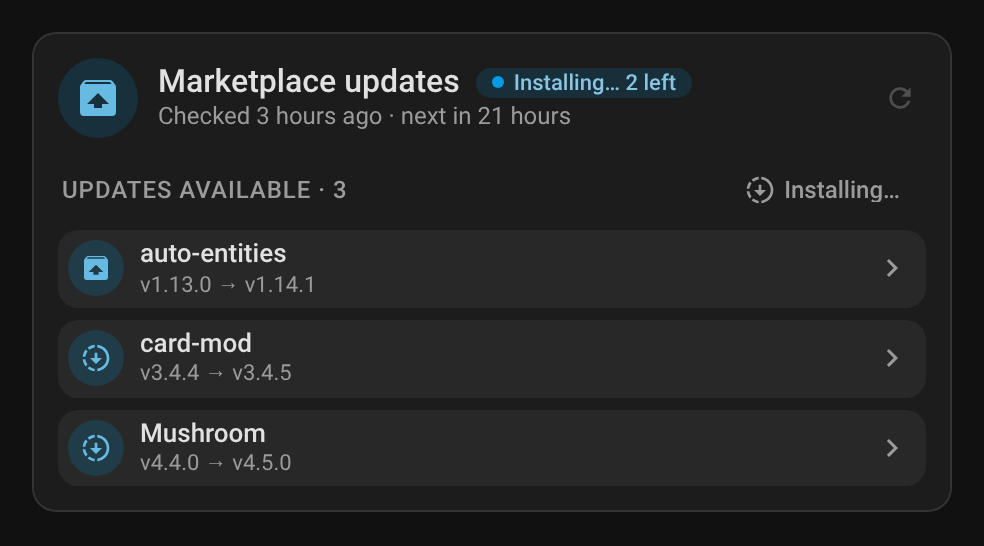 Marketplace updates
Installing... 2 left
Checked 3 hours ago · next in 21 hours
UPDATES AVAILABLE · 3
Installing...
auto-entities
v1.13.0 → v1.14.1
card-mod
v3.4.4 → v3.4.5
Mushroom
v4.4.0 → v4.5.0